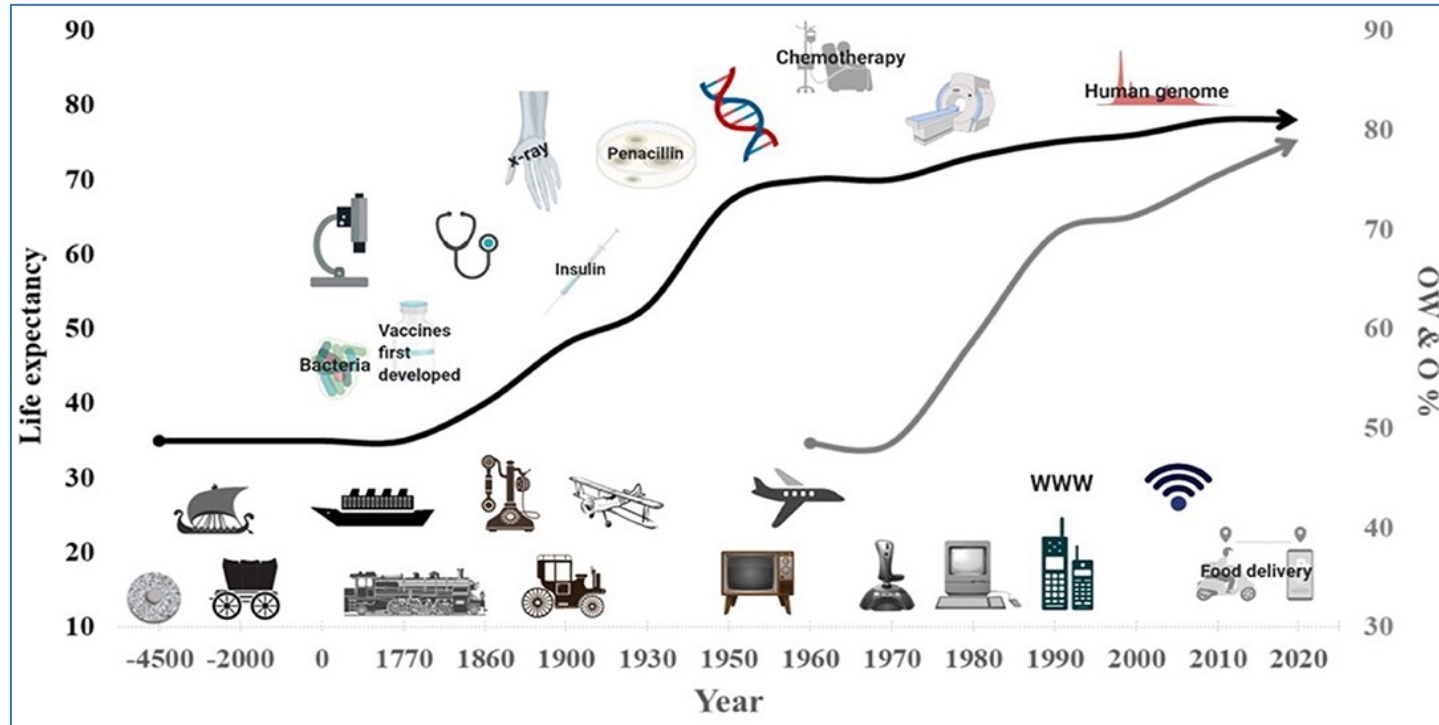 90
80
70
60
50
40
30
20
10
Life expectancy
90
80
70
60
50
40
30
OW & O %
Chemotherapy
Human genome
x-ray
Penacillin
Insulin
Vaccines
first
developed
Bacteria
WWW
Food delivery
-4500 -2000 0 1770 1860 1900 1930 1950 1960 1970 1980 1990 2000 2010 2020
Year